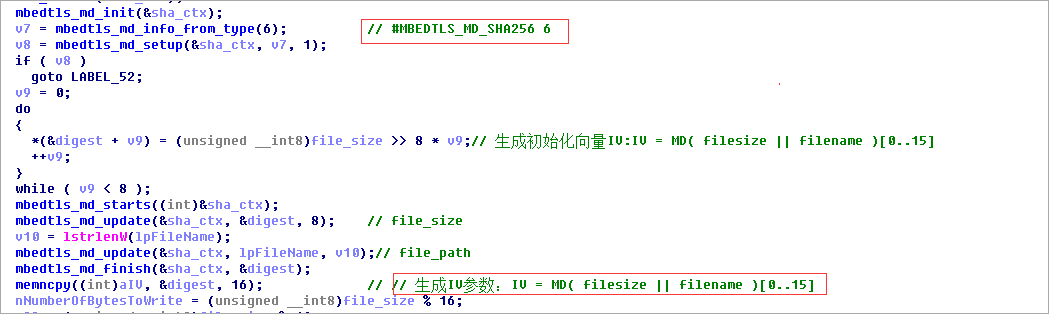 mbedtls_md_init(&sha_ctx);
v7 = mbedtls_md_info_from_type(6);          // #MBEDTLS_MD_SHA256 6
v8 = mbedtls_md_setup(&sha_ctx, v7, 1);
if ( v8 )
  goto LABEL_52;
v9 = 0;
do
{
  *(&digest + v9) = (unsigned __int8)file_size >> 8 * v9;// 生成初始化向量IV:IV = MD( filesize || filename )[0..15]
  ++v9;
}
while ( v9 < 8 );
mbedtls_md_starts((int)&sha_ctx);
mbedtls_md_update(&sha_ctx, &digest, 8);    // file_size
v10 = lstrlenW(lpFileName);
mbedtls_md_update(&sha_ctx, lpFileName, v10);// file_path
mbedtls_md_finish(&sha_ctx, &digest);
memncpy((int)aIV, &digest, 16);             // // 生成IV参数：IV = MD( filesize || filename )[0..15]
nNumberOfBytesToWrite = (unsigned __int8)file_size % 16;